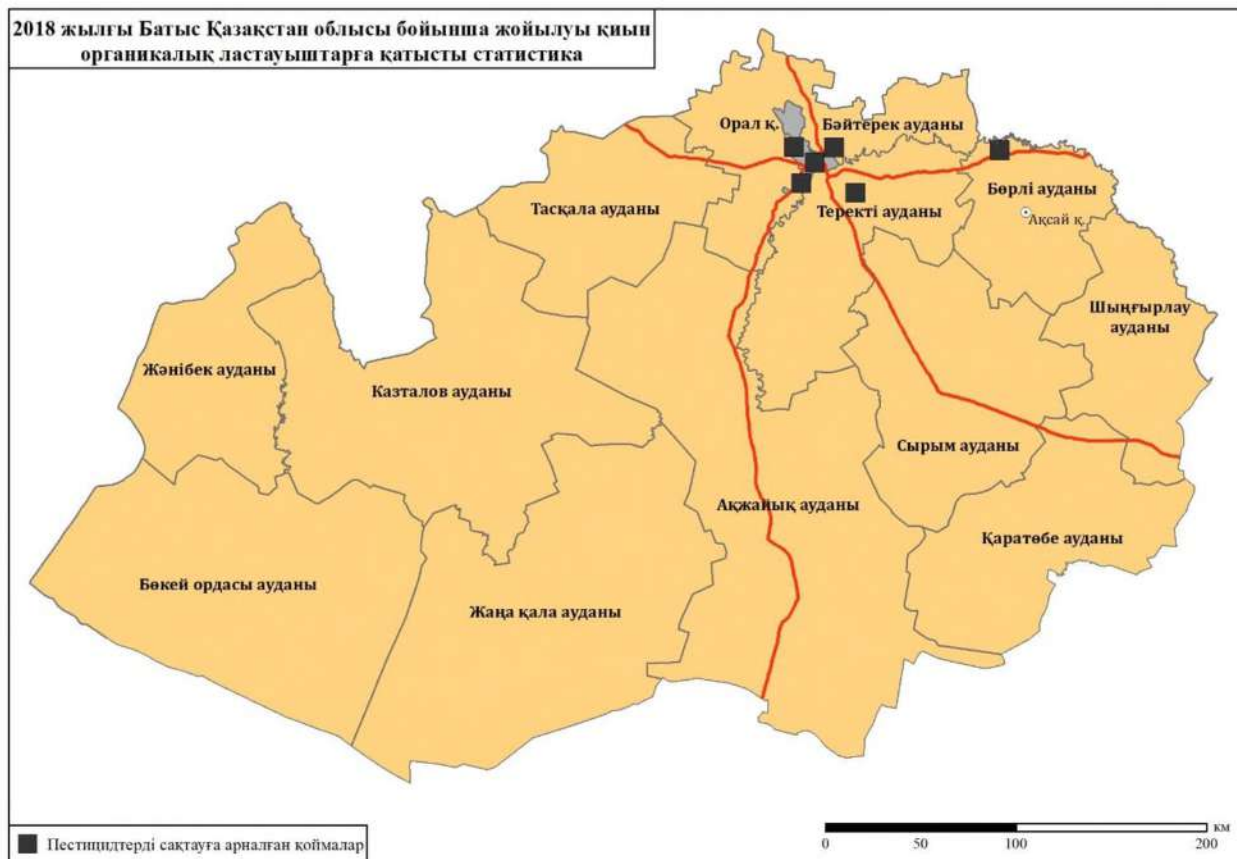 2018 жылғы Батыс Қазақстан облысы бойынша жойылуы қиын
органикалық ластауыштарға қатысты статистика
Орал қ.
Бәйтерек ауданы
Бөрлі ауданы
Ақсай қ.
Тасқала ауданы
Теректі ауданы
Шыңғырлау
ауданы
Жәнібек ауданы
Казталов ауданы
Сырым ауданы
Ақжайық ауданы
Қаратөбе ауданы
Бөкей ордасы ауданы
Жаңа қала ауданы
Пестицидтерді сақтауға арналған қоймалар
км
0 50 100 200